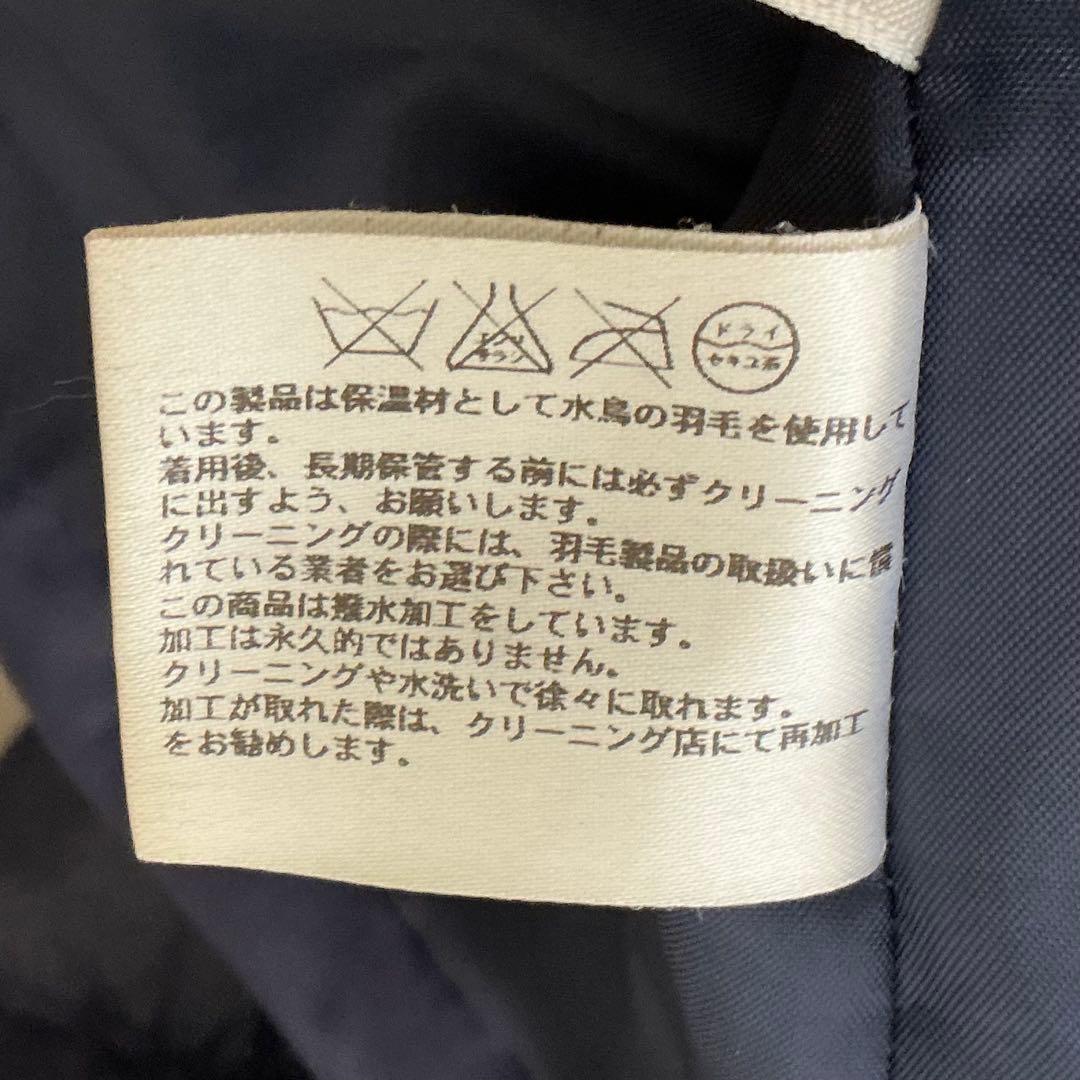 エンソ
サラシ
ドライ
セキユ系
この製品は保温材として水鳥の羽毛を使用して
います。
着用後、長期保管する前には必ずクリーニング
に出すよう、お願いします。
クリーニングの際には、羽毛製品の取扱いに慣
れている業者をお選び下さい。
この商品は撥水加工をしています。
加工は永久的ではありません。
クリーニングや水洗いで徐々に取れます。
加工が取れた際は、クリーニング店にて再加工
をお勧めします。